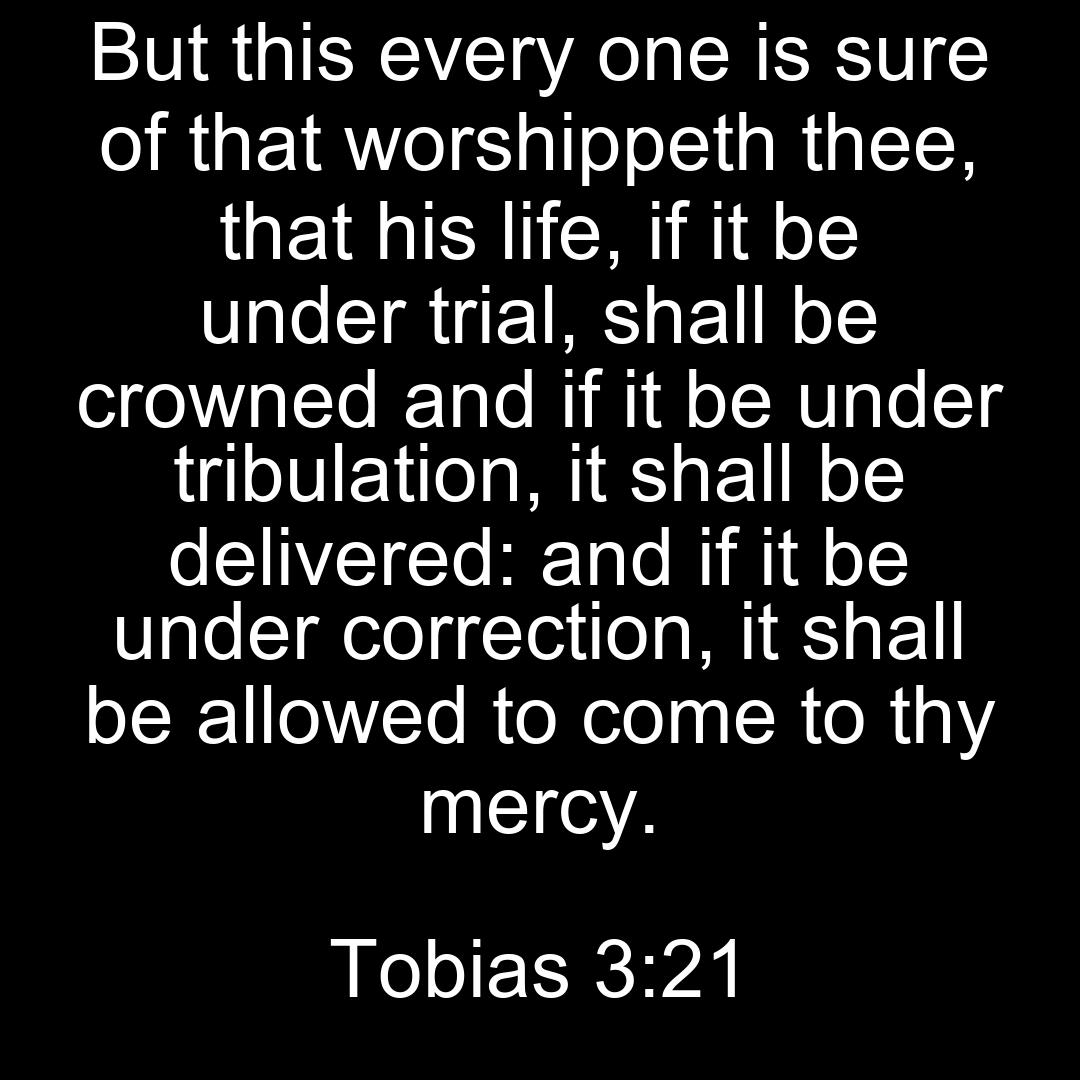 But this every one is sure
of that worshippeth thee,
that his life, if it be
under trial, shall be
crowned and if it be under
tribulation, it shall be
delivered: and if it be
under correction, it shall
be allowed to come to thy
mercy.
Tobias 3:21